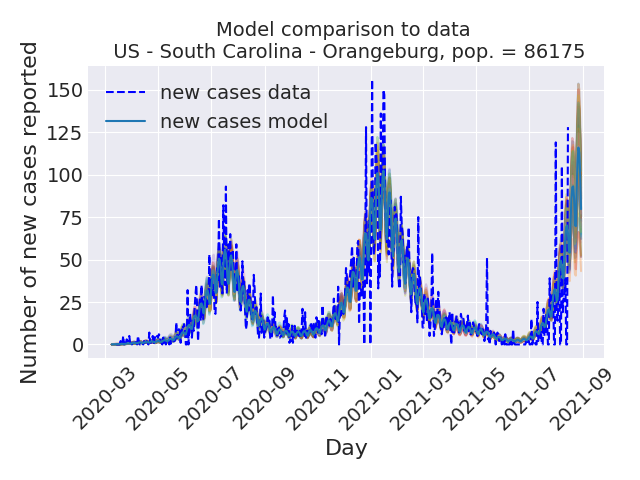 Model comparison to data
US - South Carolina - Orangeburg, pop. = 86175
Number of new cases reported
150
125
100
75
50
25
0
new cases data
new cases model
2020-03
2020-05
2020-07
2020-09
2020-11
2021-01
2021-03
2021-05
2021-07
2021-09
Day